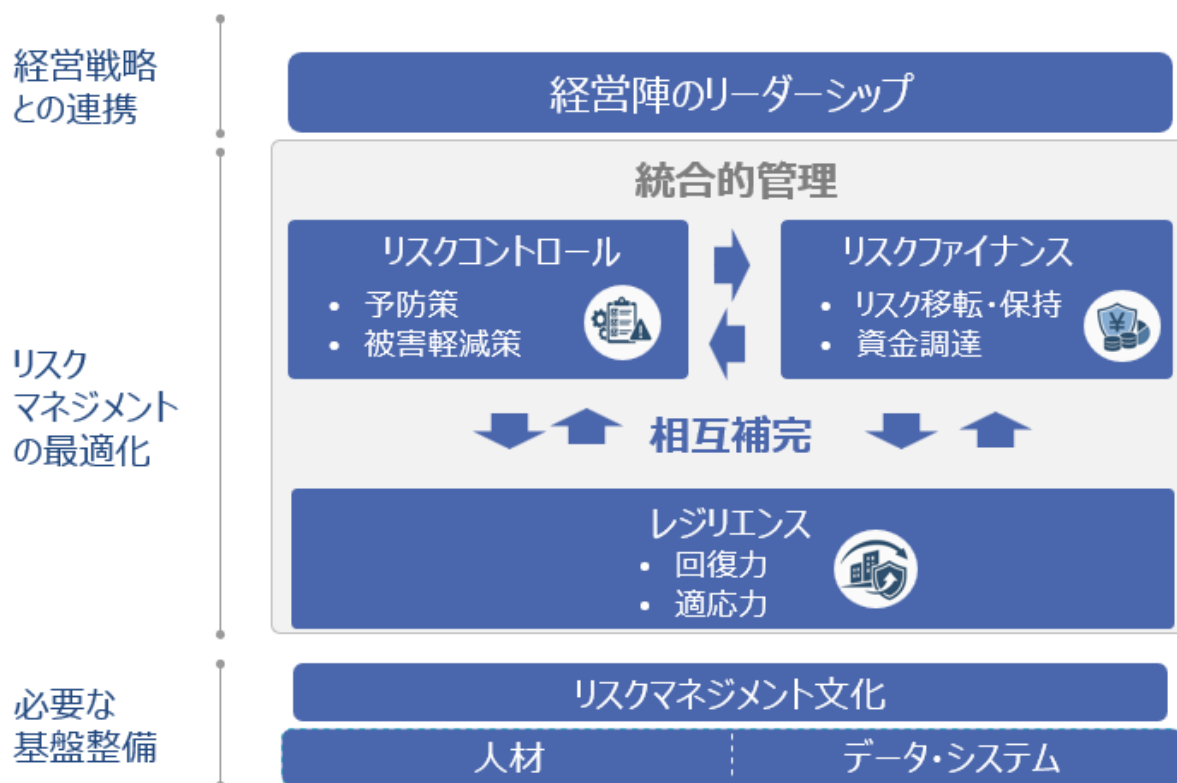 経営戦略
との連携
経営陣のリーダーシップ
リスク
マネジメント
の最適化
統合的管理
リスクコントロール
• 予防策
• 被害軽減策
リスクファイナンス
• リスク移転・保持
• 資金調達
¥
相互補完
レジリエンス
• 回復力
• 適応力
必要な
基盤整備
リスクマネジメント文化
人材
データ・システム